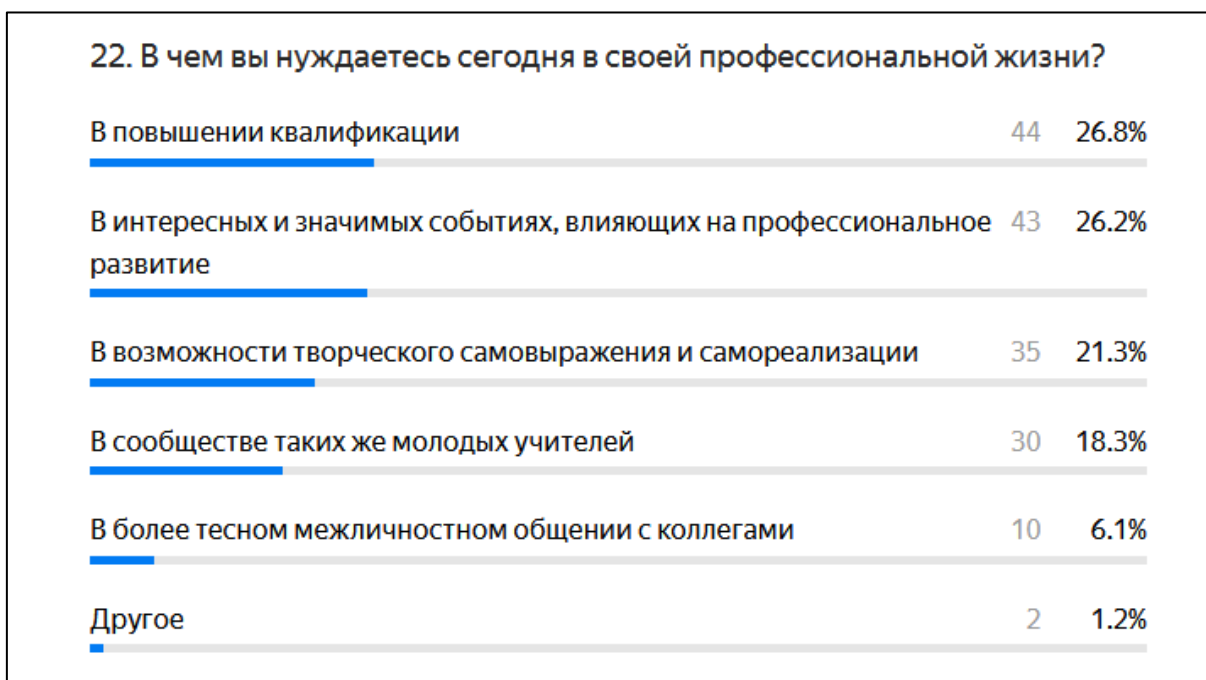 22. В чем вы нуждаетесь сегодня в своей профессиональной жизни?
В повышении квалификации 44 26.8%
В интересных и значимых событиях, влияющих на профессиональное 43 26.2%
развитие
В возможности творческого самовыражения и самореализации 35 21.3%
В сообществе таких же молодых учителей 30 18.3%
В более тесном межличностном общении с коллегами 10 6.1%
Другое 2 1.2%